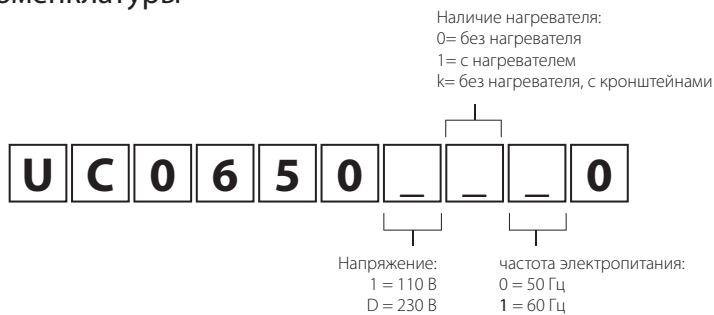 Наличие нагревателя:
0= без нагревателя
1= с нагревателем
k= без нагревателя, с кронштейнами
U C 0 6 5 0 _ _ _ 0
Напряжение:
1 = 110 В
D = 230 В
частота электропитания:
0 = 50 Гц
1 = 60 Гц